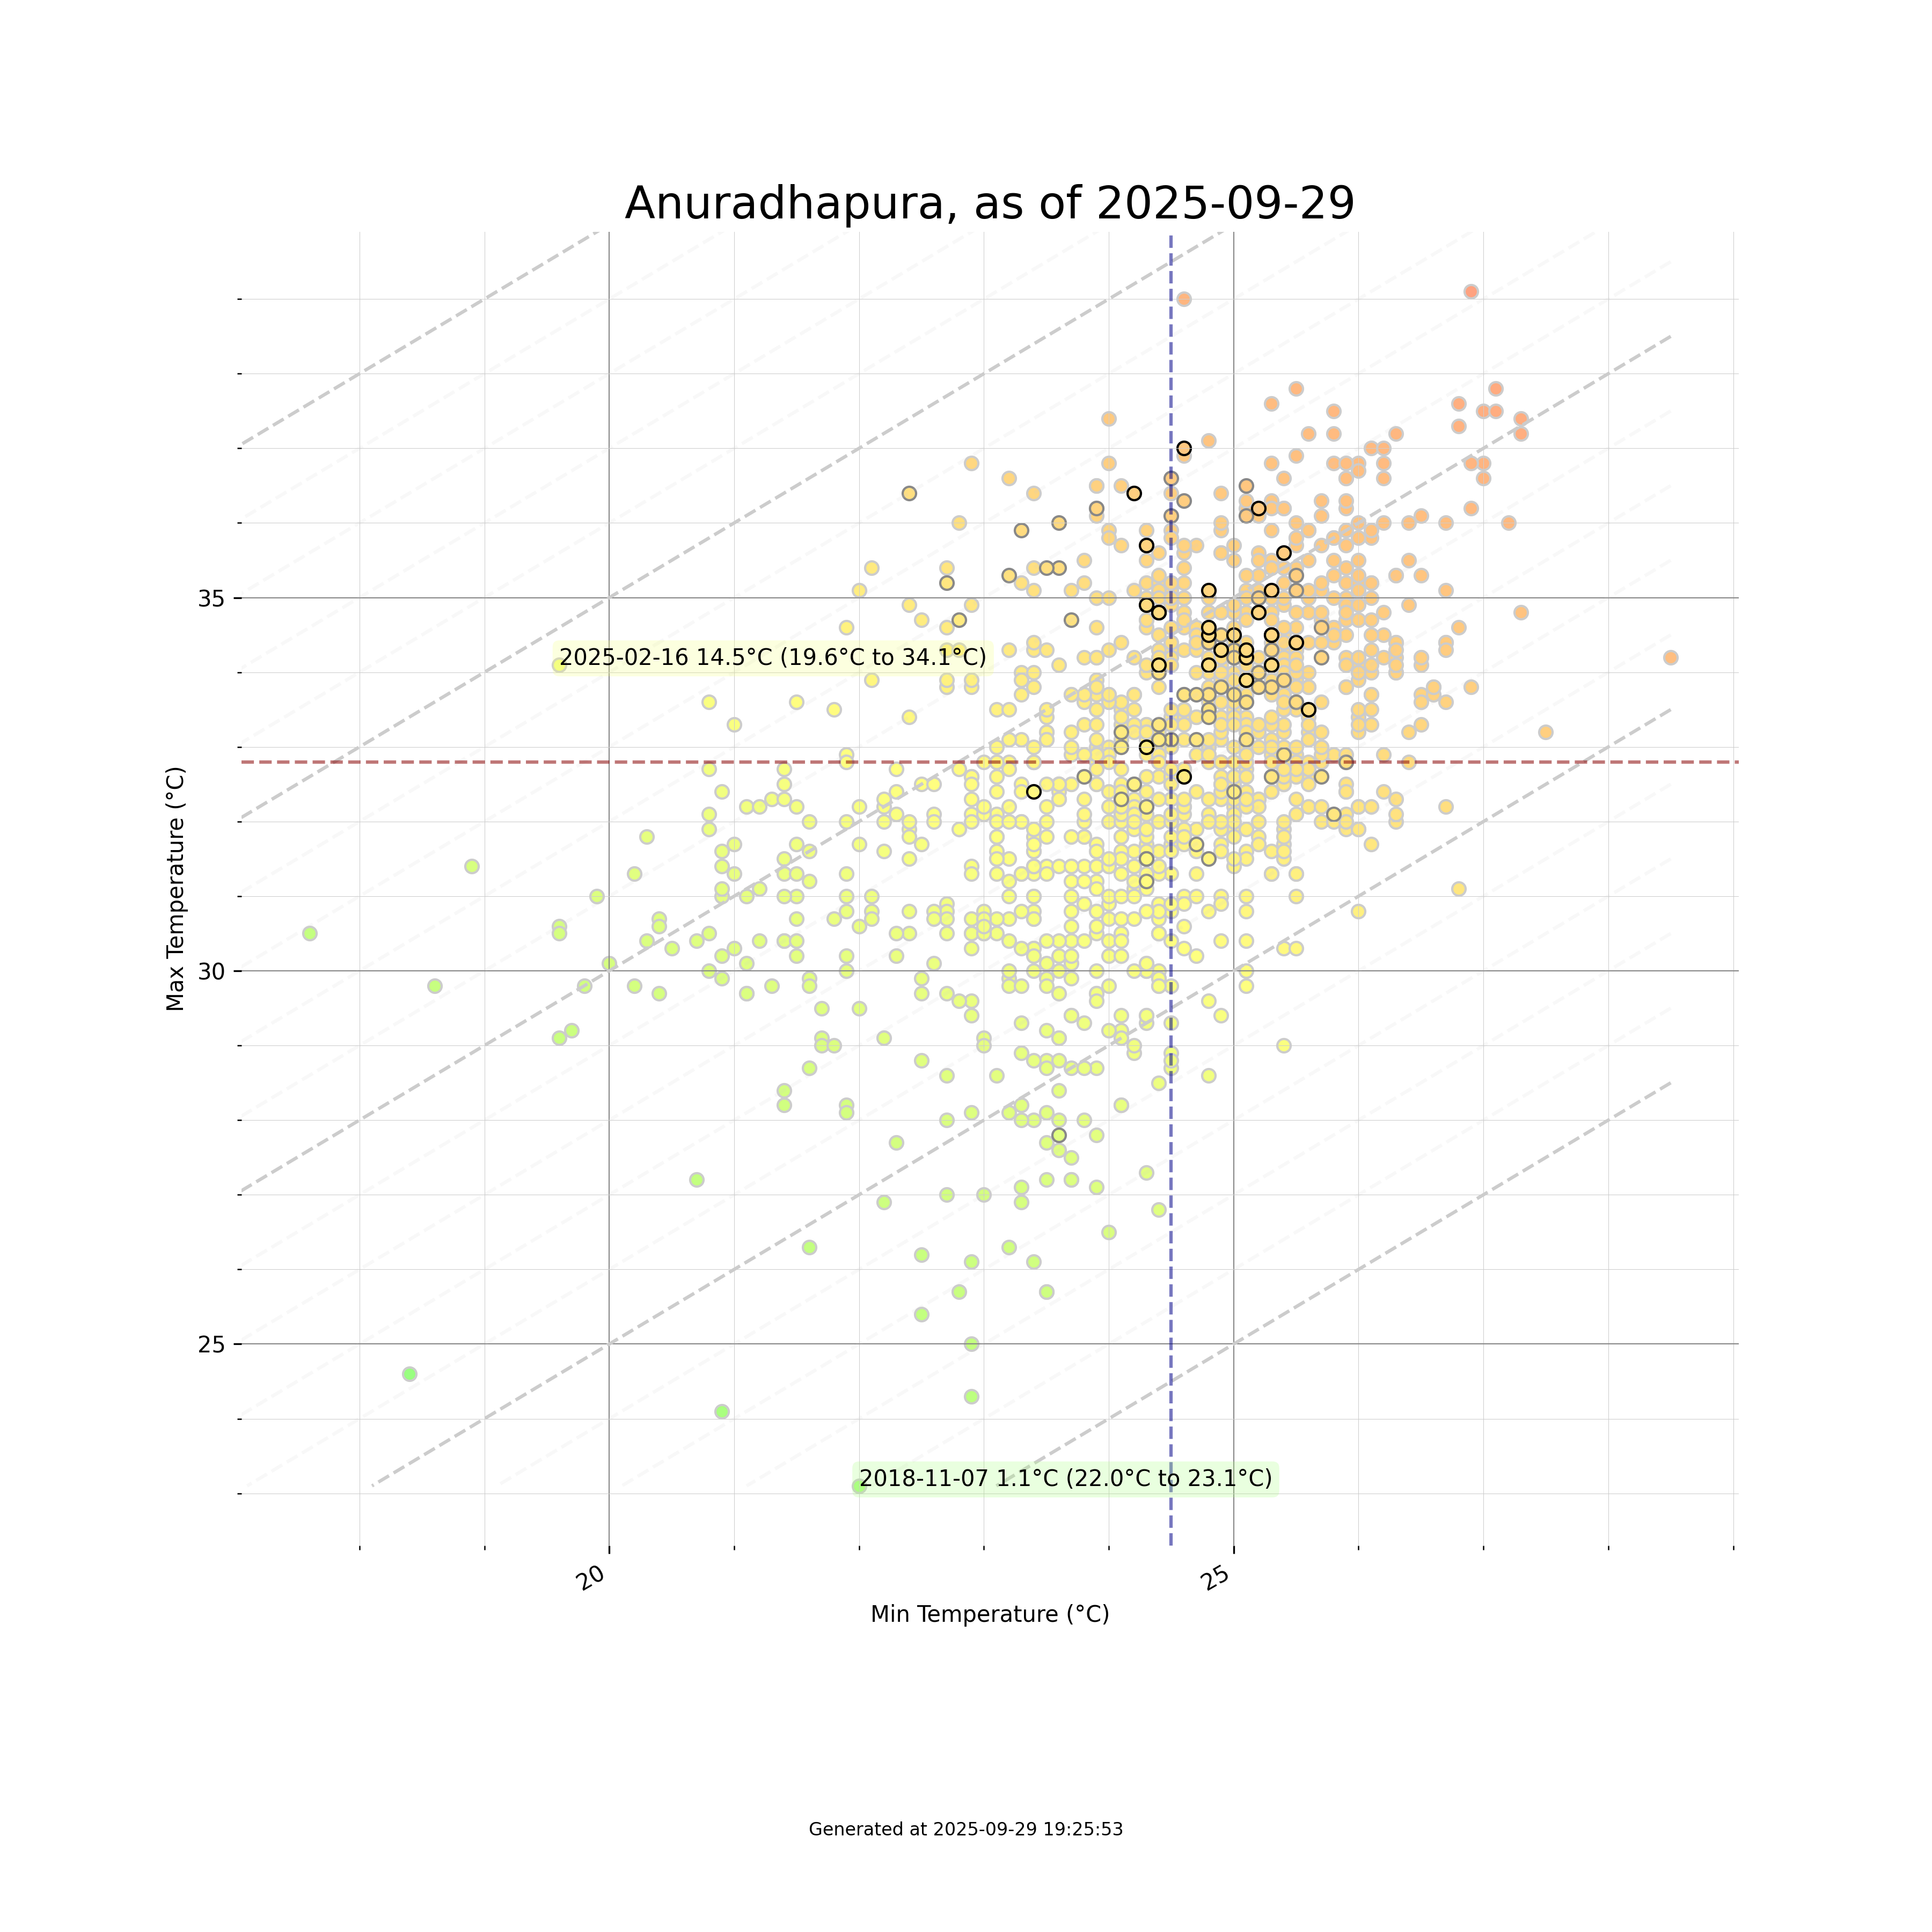 Anuradhapura, as of 2025-09-29
Max Temperature (°C)
35
30
25
2025-02-16 14.5°C (19.6°C to 34.1°C)
2018-11-07 1.1°C (22.0°C to 23.1°C)
20
25
Min Temperature (°C)
Generated at 2025-09-29 19:25:53